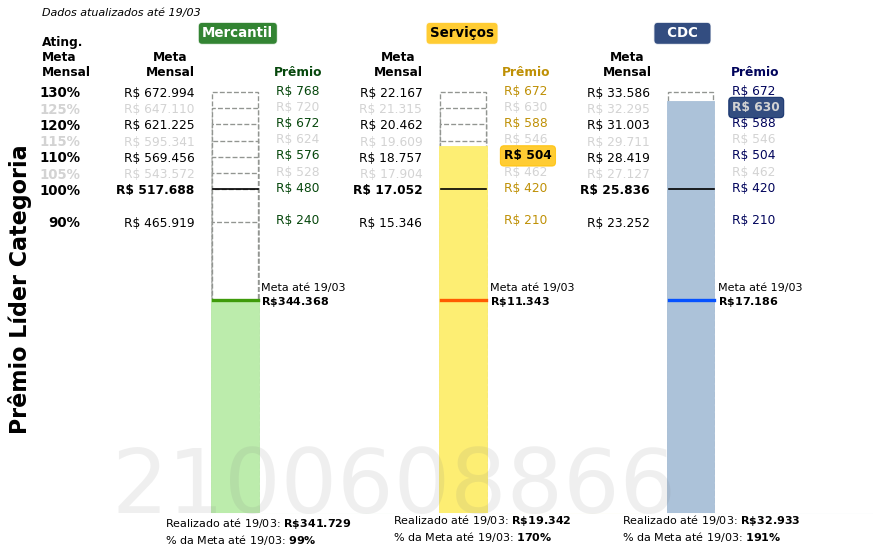 Dados atualizados até 19/03
Mercantil Serviços CDC
Ating. Meta Mensal Meta Mensal Prêmio Meta Mensal Prêmio Meta Mensal Prêmio
130% R$ 672.994 R$ 768 R$ 22.167 R$ 672 R$ 33.586 R$ 672
125% R$ 647.110 R$ 720 R$ 21.315 R$ 630 R$ 32.295 R$ 630
120% R$ 621.225 R$ 672 R$ 20.462 R$ 588 R$ 31.003 R$ 588
115% R$ 595.341 R$ 624 R$ 19.609 R$ 546 R$ 29.711 R$ 546
110% R$ 569.456 R$ 576 R$ 18.757 R$ 504 R$ 28.419 R$ 504
105% R$ 543.572 R$ 528 R$ 17.904 R$ 462 R$ 27.127 R$ 462
100% R$ 517.688 R$ 480 R$ 17.052 R$ 420 R$ 25.836 R$ 420
90% R$ 465.919 R$ 240 R$ 15.346 R$ 210 R$ 23.252 R$ 210
Prêmio Líder Categoria
Meta até 19/03 Meta até 19/03 Meta até 19/03
R$344.368 R$11.343 R$17.186
2100608866
Realizado até 19/03: R$341.729 Realizado até 19/03: R$19.342 Realizado até 19/03: R$32.933
% da Meta até 19/03: 99% % da Meta até 19/03: 170% % da Meta até 19/03: 191%